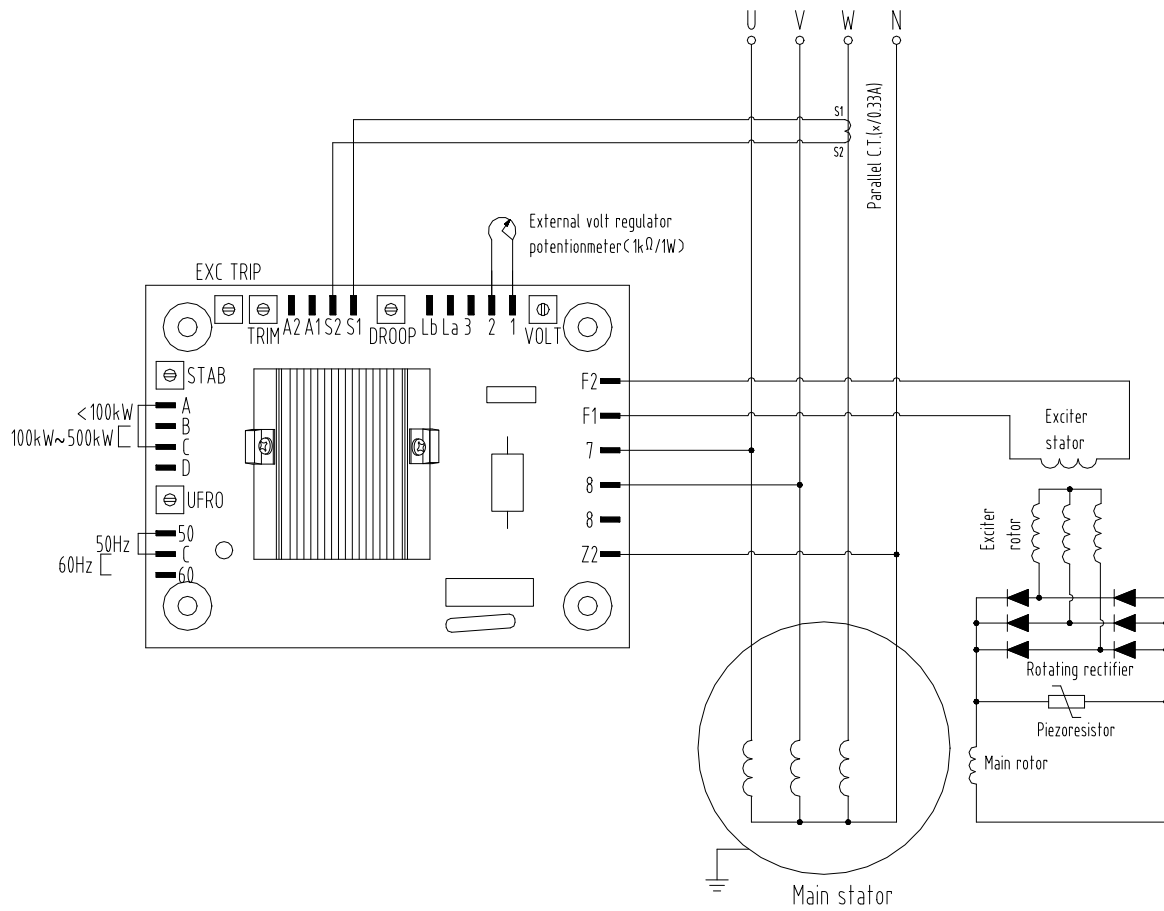 U V W N
S1
S2
Parallel C.T.(x/0.33A)
External volt regulator
potentionmeter(1kΩ/1W)
EXC TRIP
TRIM A2 A1 S2 S1 DROOP Lb La 3 2 1 VOLT
STAB
<100kW
100kW~500kW
A
B
C
D
UFRO
50Hz
60Hz
50
C
60
F2
F1
7
8
8
Z2
Exciter
stator
Exciter
rotor
Rotating rectifier
Piezoresistor
Main rotor
Main stator